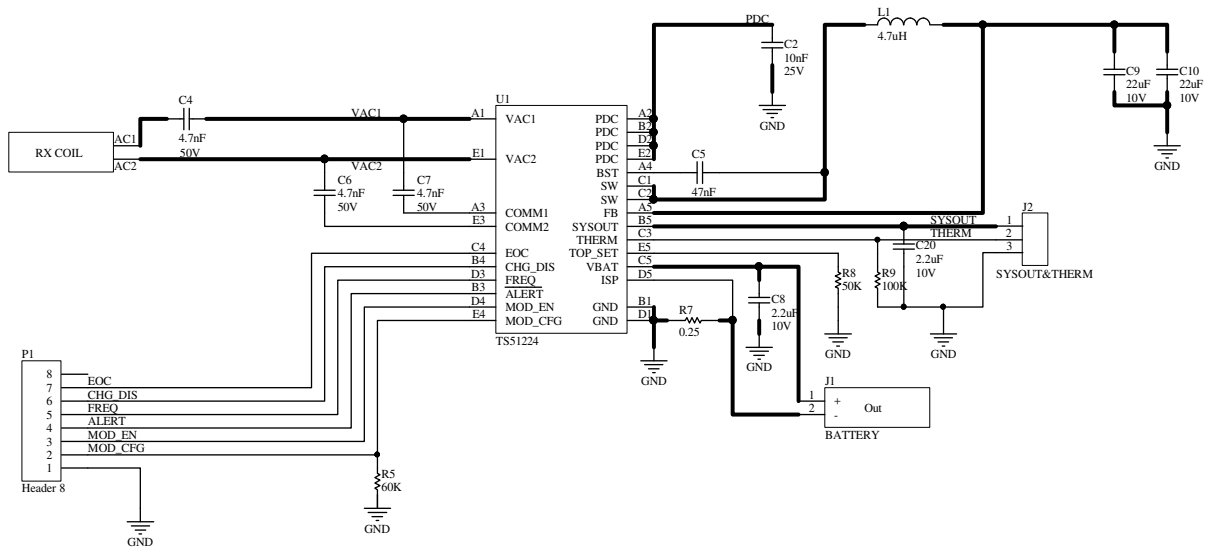 PDC
L1
4.7uH
C2
10nF
25V
GND
C9
22uF
10V
C10
22uF
10V
GND
C4
4.7nF
50V
RX COIL
AC1
AC2
VAC1
VAC2
C6
4.7nF
50V
C7
4.7nF
50V
U1
A1 VAC1
E1 VAC2
A3 COMM1
E3 COMM2
C4 EOC
B4 CHG_DIS
D3 FREQ
B3 ALERT
D4 MOD_EN
E4 MOD_CFG
PDC A2
PDC B2
PDC D2
PDC E2
BST A4
SW C1
SW C2
FB A5
SYSOUT B5
THERM C3
TOP_SET E5
VBAT C5
ISP D5
GND B1
GND D1
TS51224
C5
47nF
SYSOUT
THERM
J2
1
2
3
SYSOUT&THERM
C20
2.2uF
10V
R8
50K
R9
100K
GND
GND
C8
2.2uF
10V
GND
R7
0.25
GND
J1
1 +
2 -
Out
BATTERY
P1
8
7 EOC
6 CHG_DIS
5 FREQ
4 ALERT
3 MOD_EN
2 MOD_CFG
1
Header 8
R5
60K
GND
GND